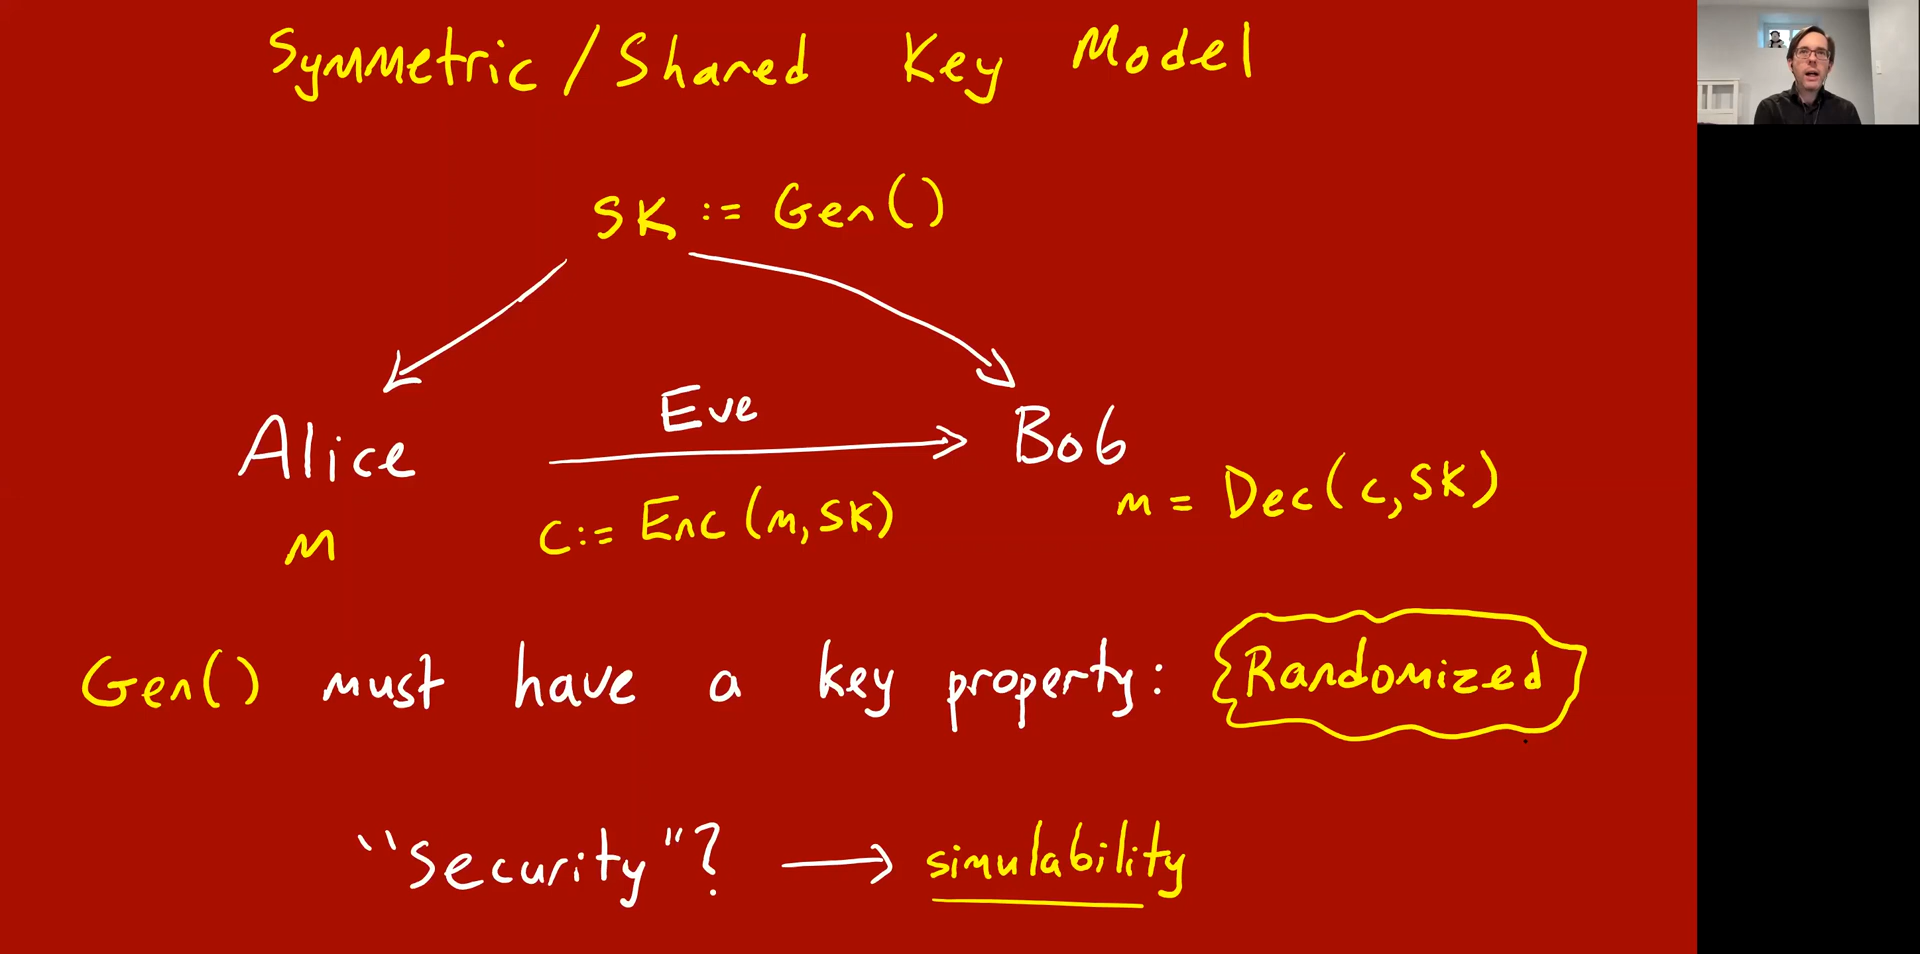 Symmetric/Shared Key Model
SK := Gen()
Eve
Alice
Bob
m
c := Enc(m, SK)
m = Dec(c, SK)
Gen() must have a key property: Randomized
"Security"? → simulability